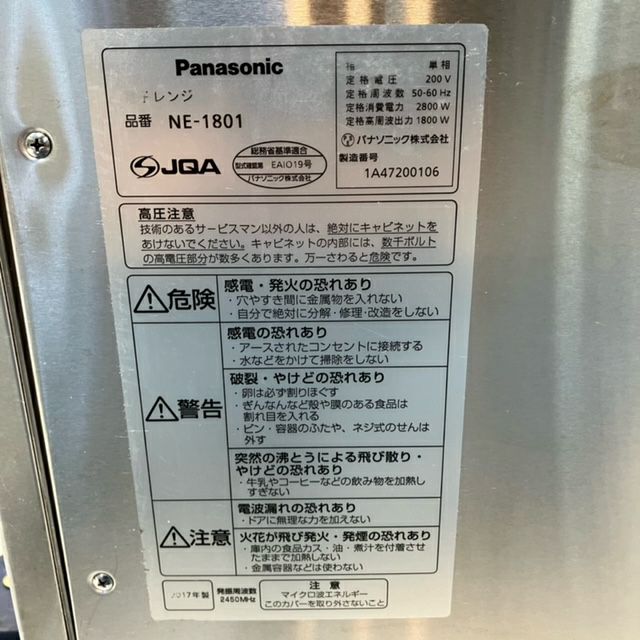 Panasonic
レンジ
品番 NE-1801
JQA
総務省基準適合
型式確認第 EAIO19号
パナソニック株式会社
相 単相
定格電圧 200 V
定格周波数 50-60 Hz
定格消費電力 2800 W
定格高周波出力 1800 W
パナソニック株式会社
製造番号
1A47200106
高圧注意
技術のあるサービスマン以外の人は、絶対にキャビネットを
あけないでください。キャビネットの内部には、数千ボルト
の高電圧部分が数多くあります。万一さわると危険です。
危険
感電・発火の恐れあり
・穴やすき間に金属物を入れない
・自分で絶対に分解・修理・改造をしない
警告
感電の恐れあり
・アースされたコンセントに接続する
・水などをかけて掃除をしない
破裂・やけどの恐れあり
・卵は必ず割りほぐす
・ぎんなんなど殻や膜のある食品は
割れ目を入れる
・ビン・容器のふたや、ネジ式のせんは
外す
突然の沸とうによる飛び散り・
やけどの恐れあり
・牛乳やコーヒーなどの飲み物を加熱し
すぎない
注意
電波漏れの恐れあり
・ドアに無理な力を加えない
火花が飛び発火・発煙の恐れあり
・庫内の食品カス・油・煮汁を付着させ
たままで加熱しない
・金属容器などは使わない
2017年製
発振周波数
2450MHz
注 意
マイクロ波エネルギー
このカバーを取り外さないこと